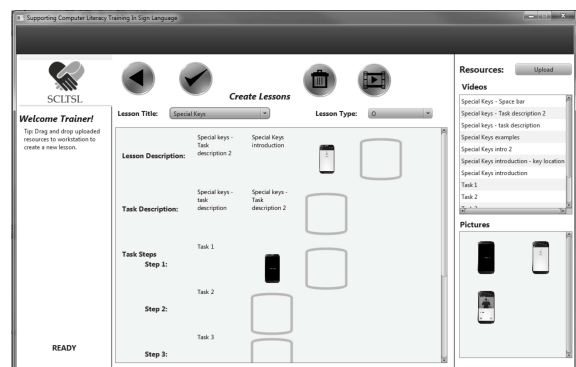 Supporting Computer Literacy Training In Sign Language
SCLTSL
Welcome Trainer!
Tip: Drag and drop uploaded
resources to workstation to
create a new lesson.
READY
Create Lessons
Lesson Title:
Special Keys
Lesson Type:
O
Lesson Description:
Special keys -
Task
description 2
Special Keys
introduction
Task Description:
Special keys -
task
description
Special keys -
Task
description 2
Task Steps
Step 1:
Task 1
Step 2:
Task 2
Step 3:
Task 3
Resources:
Upload
Videos
Special Keys - Space bar
Special keys - Task description 2
Special keys - task description
Special Keys examples
Special Keys intro 2
Special Keys introduction - key location
Special Keys introduction
Task 1
Task 2
Pictures